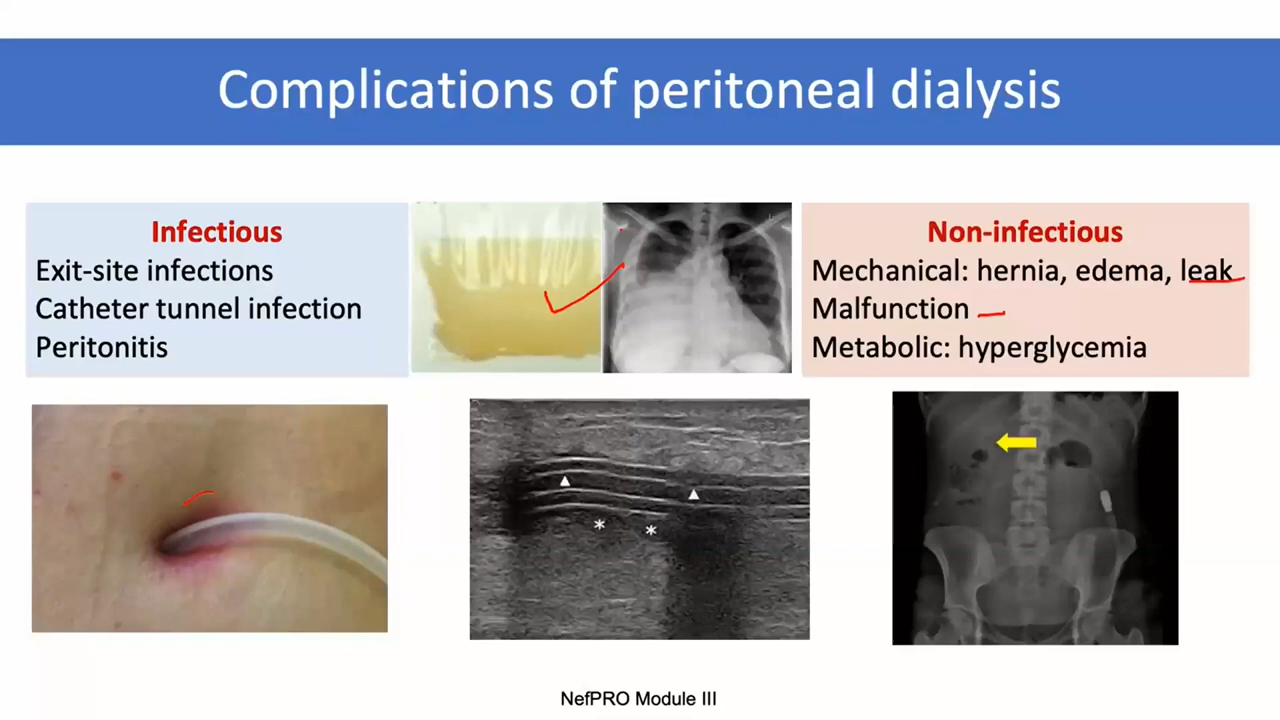 Complications of peritoneal dialysis
Infectious
Exit-site infections
Catheter tunnel infection
Peritonitis
Non-infectious
Mechanical: hernia, edema, leak
Malfunction
Metabolic: hyperglycemia
NefPRO Module III